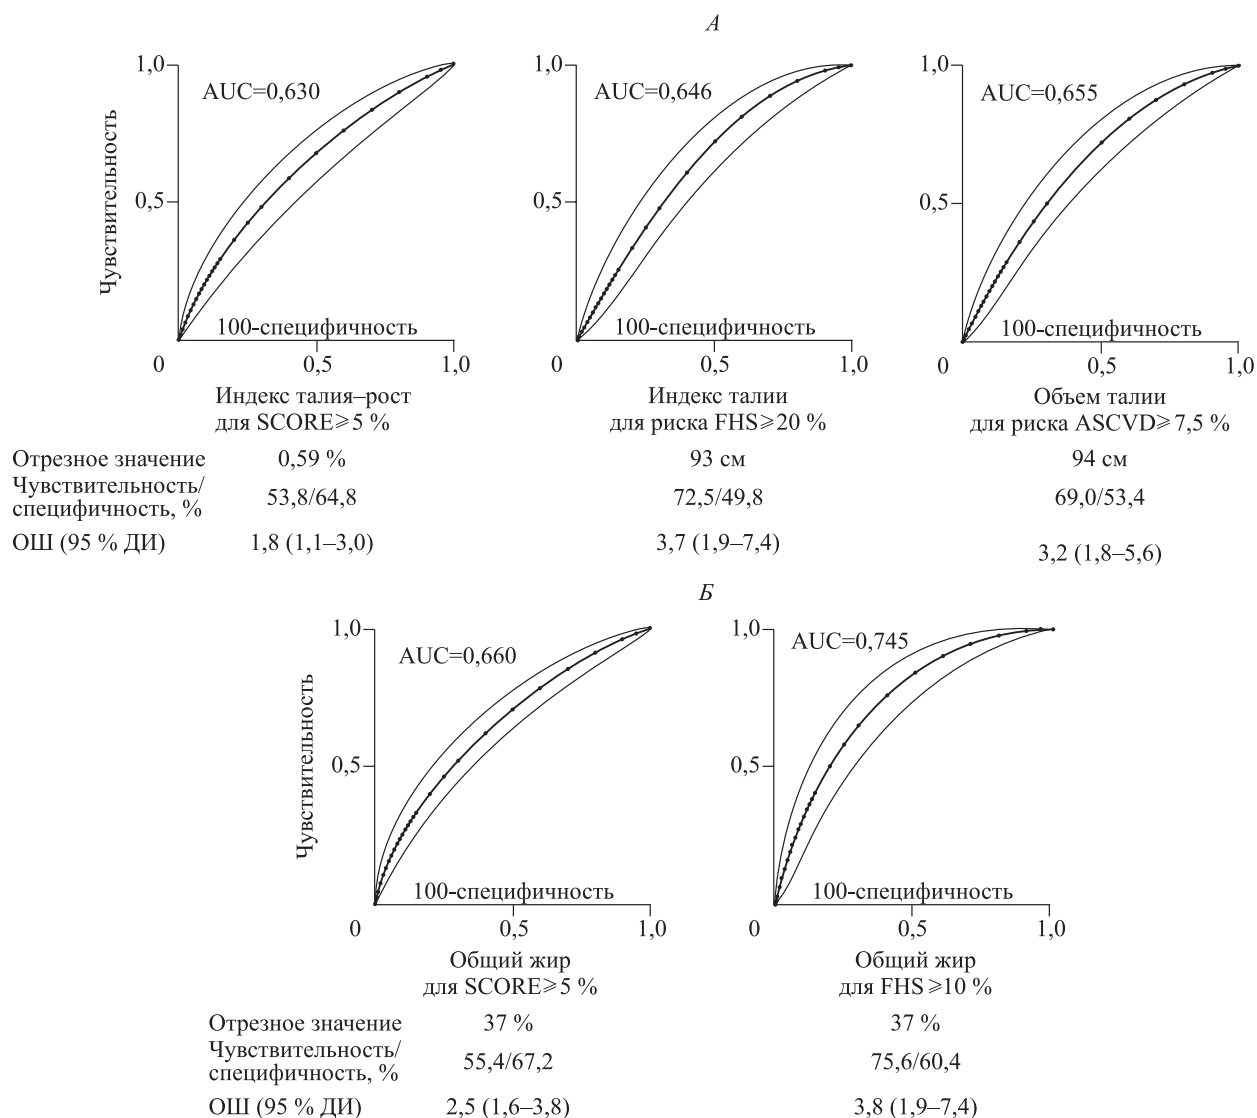 А
Чувствительность
1,0
0,5
AUC=0,630
100-специфичность
0
0,5
1,0
Индекс талия–рост
для SCORE⩾5 %
1,0
0,5
AUC=0,646
100-специфичность
0
0,5
1,0
Индекс талии
для риска FHS⩾20 %
1,0
0,5
AUC=0,655
100-специфичность
0
0,5
1,0
Объем талии
для риска ASCVD⩾7,5 %
Отрезное значение 0,59 % 93 см 94 см
Чувствительность/
специфичность, % 53,8/64,8 72,5/49,8 69,0/53,4
ОШ (95 % ДИ) 1,8 (1,1–3,0) 3,7 (1,9–7,4) 3,2 (1,8–5,6)
Б
Чувствительность
1,0
0,5
AUC=0,660
100-специфичность
0
0,5
1,0
Общий жир
для SCORE⩾5 %
1,0
0,5
AUC=0,745
100-специфичность
0
0,5
1,0
Общий жир
для FHS⩾10 %
Отрезное значение 37 % 37 %
Чувствительность/
специфичность, % 55,4/67,2 75,6/60,4
ОШ (95 % ДИ) 2,5 (1,6–3,8) 3,8 (1,9–7,4)